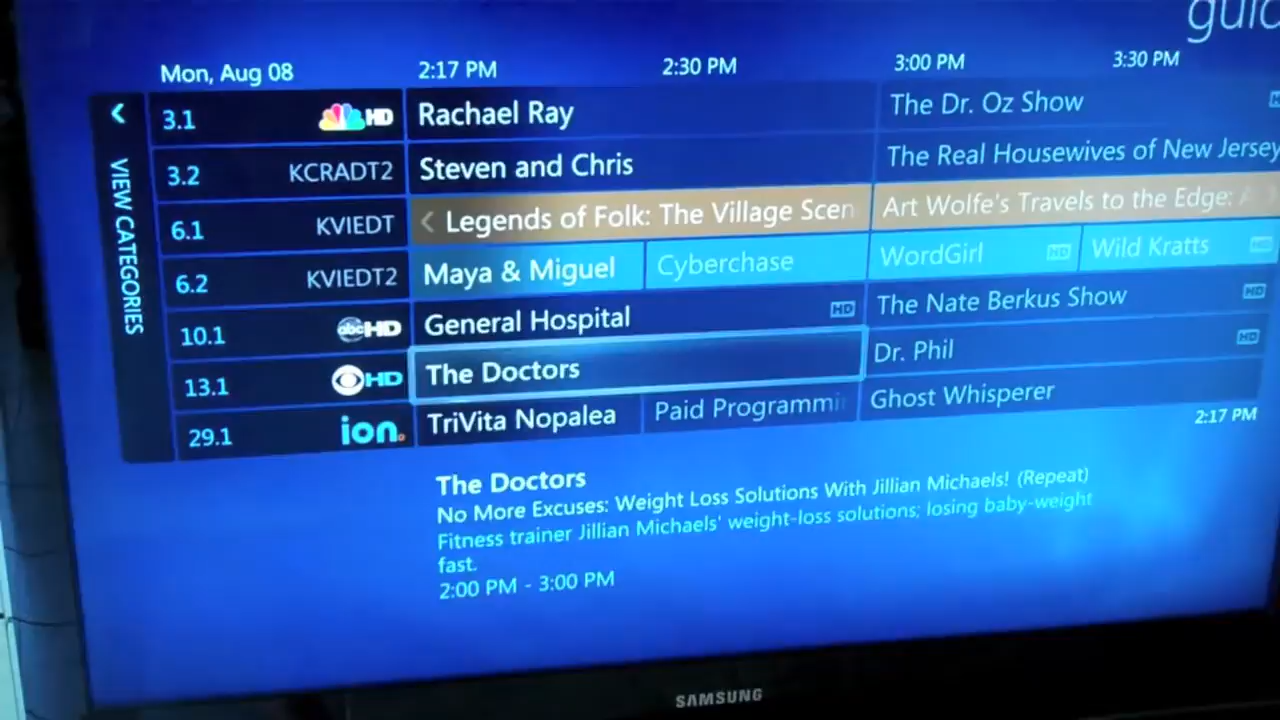 guid
Mon, Aug 08 2:17 PM 2:30 PM 3:00 PM 3:30 PM
VIEW CATEGORIES
3.1 HD Rachael Ray The Dr. Oz Show
3.2 KCRADT2 Steven and Chris The Real Housewives of New Jersey
6.1 KVIEDT Legends of Folk: The Village Scen Art Wolfe's Travels to the Edge:
6.2 KVIEDT2 Maya & Miguel Cyberchase WordGirl HD Wild Kratts HD
10.1 abc HD General Hospital HD The Nate Berkus Show HD
13.1 HD The Doctors Dr. Phil HD
29.1 ion TriVita Nopalea Paid Programmi Ghost Whisperer
2:17 PM
The Doctors
No More Excuses: Weight Loss Solutions With Jillian Michaels! (Repeat)
Fitness trainer Jillian Michaels' weight-loss solutions; losing baby-weight
fast.
2:00 PM - 3:00 PM
SAMSUNG